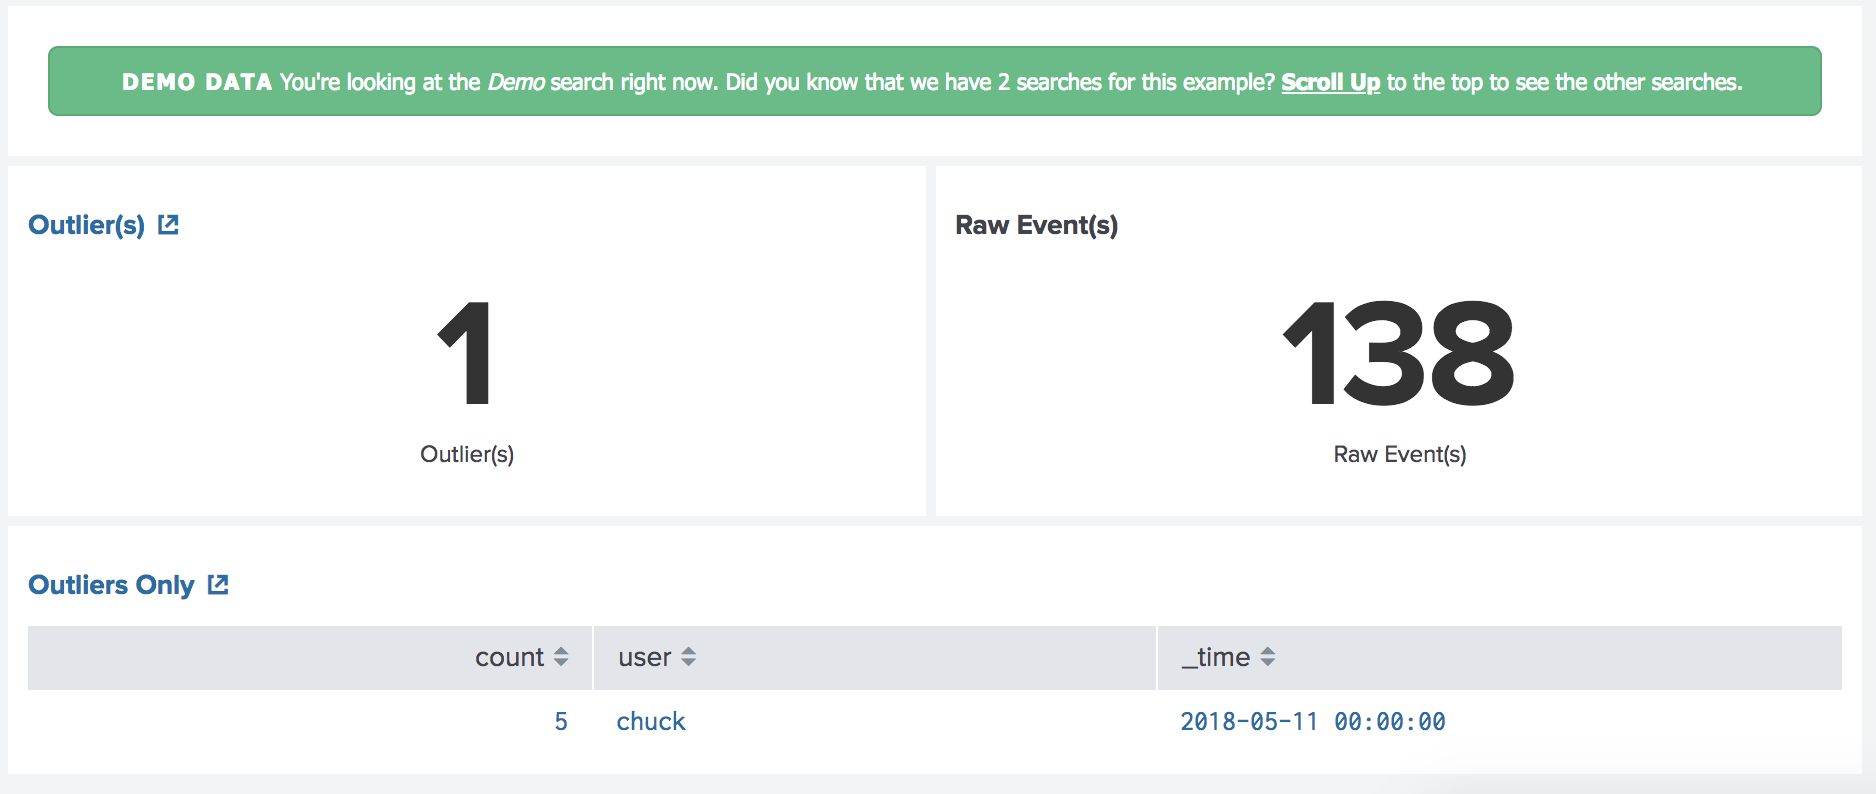 DEMO DATA You're looking at the Demo search right now. Did you know that we have 2 searches for this example? Scroll Up to the top to see the other searches.
Outlier(s)
1
Outlier(s)
Raw Event(s)
138
Raw Event(s)
Outliers Only
count user _time
5 chuck 2018-05-11 00:00:00